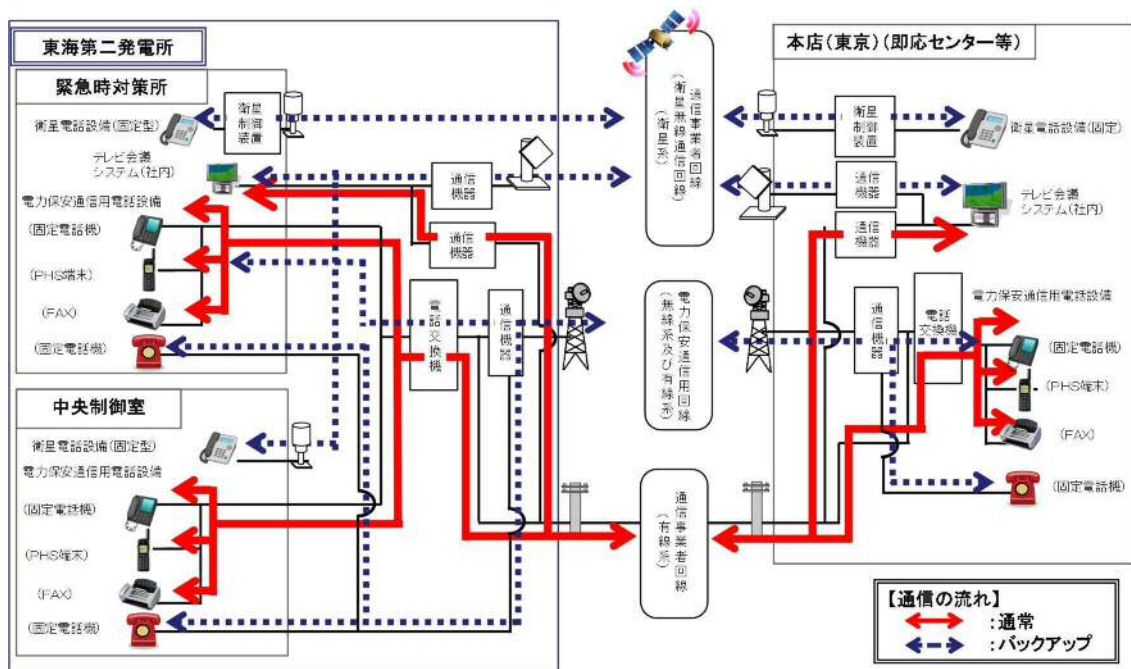 東海第二発電所
緊急時対策所
衛星電話設備(固定型)
衛星制御装置
テレビ会議
システム(社内)
通信機器
電力保安通信用電話設備
(固定電話機)
通信機器
(PHS端末)
(FAX)
電話交換機
通信機器
(固定電話機)
中央制御室
衛星電話設備(固定型)
電力保安通信用電話設備
(固定電話機)
(PHS端末)
(FAX)
(固定電話機)
通信事業者回線
(衛星無線通信回線)
(衛星系)
電力保安通信用回線
(無線系及び有線系)
通信事業者回線
(有線系)
本店(東京)(即応センター等)
衛星制御装置
衛星電話設備(固定)
通信機器
テレビ会議
システム(社内)
通信機器
電力保安通信用電話設備
通信機器
電話交換機
(固定電話機)
(PHS端末)
(FAX)
(固定電話機)
【通信の流れ】
:通常
:バックアップ